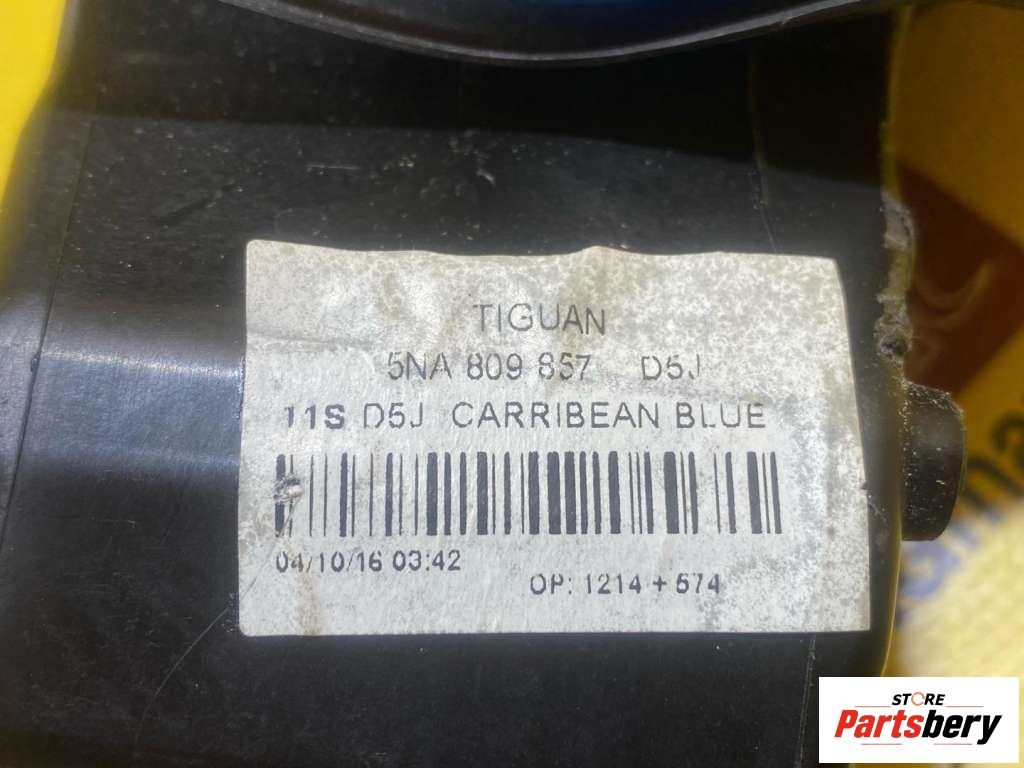 TIGUAN
5NA 809 857 D5J
11S D5J CARRIBEAN BLUE
04/10/16 03:42
OP: 1214 + 574
STORE
Partsbery